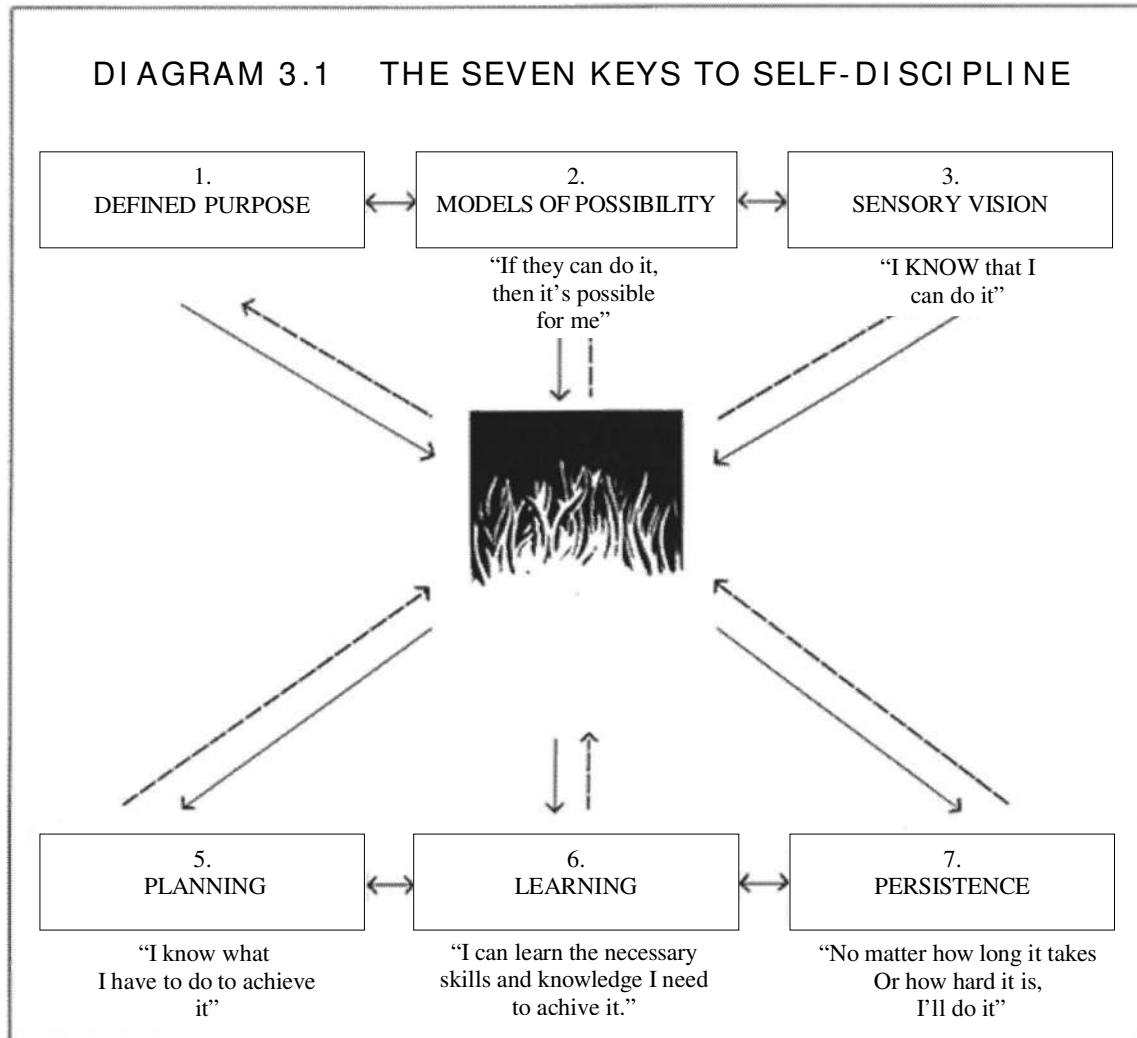 DIAGRAM 3.1 THE SEVEN KEYS TO SELF-DISCIPLINE
1.
DEFINED PURPOSE
2.
MODELS OF POSSIBILITY
3.
SENSORY VISION
“If they can do it,
then it’s possible
for me”
“I KNOW that I
can do it”
5.
PLANNING
6.
LEARNING
7.
PERSISTENCE
“I know what
I have to do to achieve
it”
“I can learn the necessary
skills and knowledge I need
to achive it.”
“No matter how long it takes
Or how hard it is,
I’ll do it”